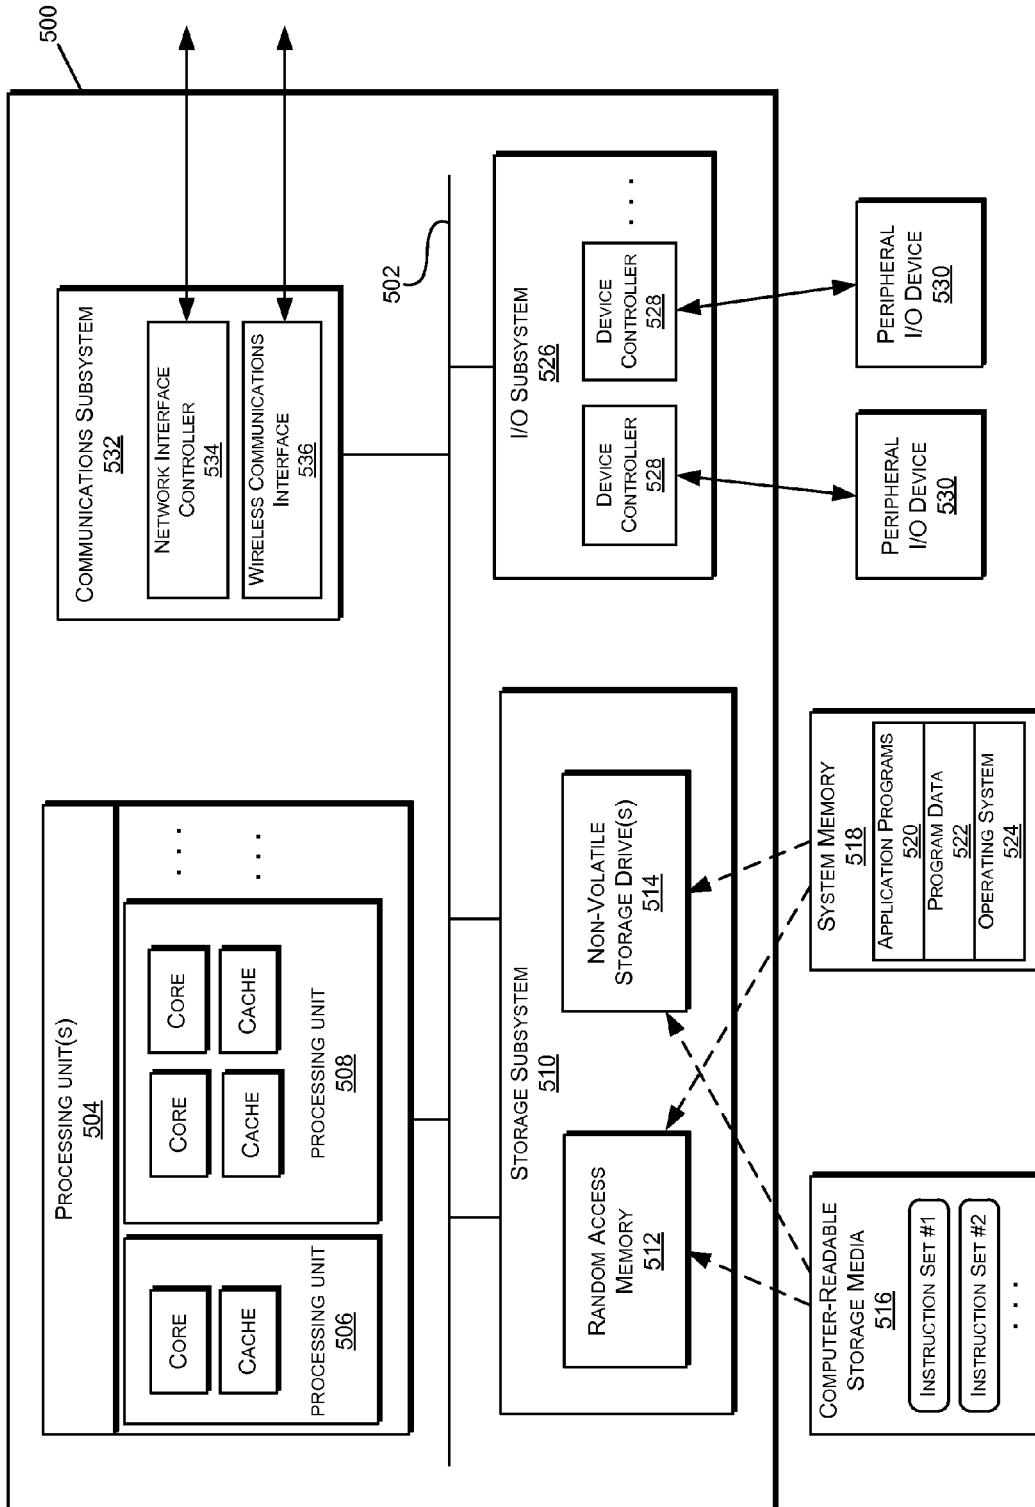 500
PROCESSING UNIT(S)
504
CORE
CACHE
PROCESSING UNIT
506
CORE
CORE
CACHE
CACHE
PROCESSING UNIT
508
. . .
. . .
COMMUNICATIONS SUBSYSTEM
532
NETWORK INTERFACE
CONTROLLER
534
WIRELESS COMMUNICATIONS
INTERFACE
536
502
STORAGE SUBSYSTEM
510
RANDOM ACCESS
MEMORY
512
NON-VOLATILE
STORAGE DRIVE(S)
514
I/O SUBSYSTEM
526
DEVICE
CONTROLLER
528
DEVICE
CONTROLLER
528
. . .
COMPUTER-READABLE
STORAGE MEDIA
516
INSTRUCTION SET #1
INSTRUCTION SET #2
. . .
SYSTEM MEMORY
518
APPLICATION PROGRAMS
520
PROGRAM DATA
522
OPERATING SYSTEM
524
PERIPHERAL
I/O DEVICE
530
PERIPHERAL
I/O DEVICE
530